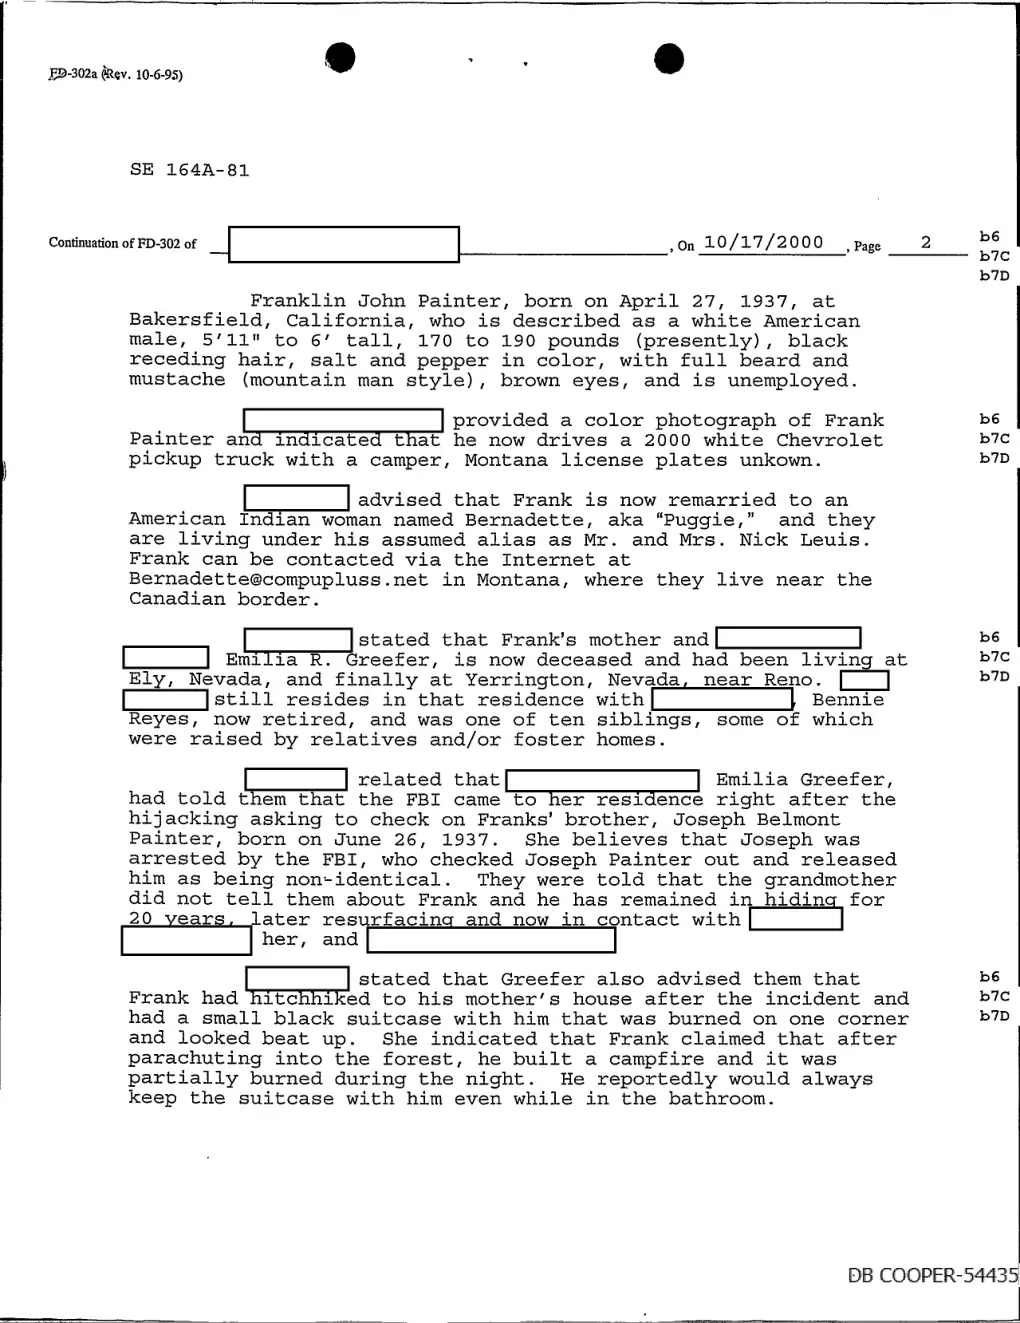 FD-302a (Rev. 10-6-95)
SE 164A-81
Continuation of FD-302 of , On 10/17/2000 , Page 2
b6
b7C
b7D
Franklin John Painter, born on April 27, 1937, at
Bakersfield, California, who is described as a white American
male, 5'11" to 6' tall, 170 to 190 pounds (presently), black
receding hair, salt and pepper in color, with full beard and
mustache (mountain man style), brown eyes, and is unemployed.
provided a color photograph of Frank b6
Painter and indicated that he now drives a 2000 white Chevrolet b7C
pickup truck with a camper, Montana license plates unkown. b7D
advised that Frank is now remarried to an
American Indian woman named Bernadette, aka "Puggie," and they
are living under his assumed alias as Mr. and Mrs. Nick Leuis.
Frank can be contacted via the Internet at
Bernadette@compupluss.net in Montana, where they live near the
Canadian border.
stated that Frank's mother and b6
Emilia R. Greefer, is now deceased and had been living at b7C
Ely, Nevada, and finally at Yerrington, Nevada, near Reno. b7D
still resides in that residence with , Bennie
Reyes, now retired, and was one of ten siblings, some of which
were raised by relatives and/or foster homes.
related that Emilia Greefer,
had told them that the FBI came to her residence right after the
hijacking asking to check on Franks' brother, Joseph Belmont
Painter, born on June 26, 1937. She believes that Joseph was
arrested by the FBI, who checked Joseph Painter out and released
him as being non-identical. They were told that the grandmother
did not tell them about Frank and he has remained in hiding for
20 years, later resurfacing and now in contact with
her, and
stated that Greefer also advised them that b6
Frank had hitchhiked to his mother's house after the incident and b7C
had a small black suitcase with him that was burned on one corner b7D
and looked beat up. She indicated that Frank claimed that after
parachuting into the forest, he built a campfire and it was
partially burned during the night. He reportedly would always
keep the suitcase with him even while in the bathroom.
DB COOPER-54435